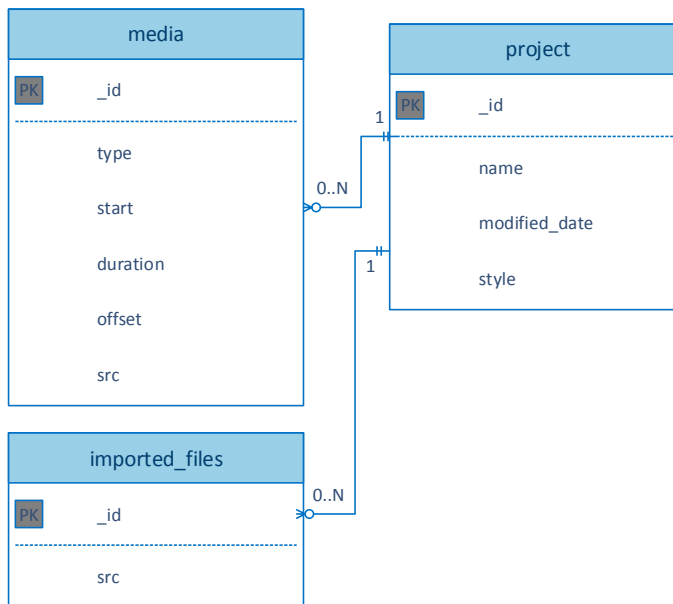 media
PK _id
type
start
duration
offset
src
project
PK _id
name
modified_date
style
1
0..N
1
imported_files
PK _id
src
0..N